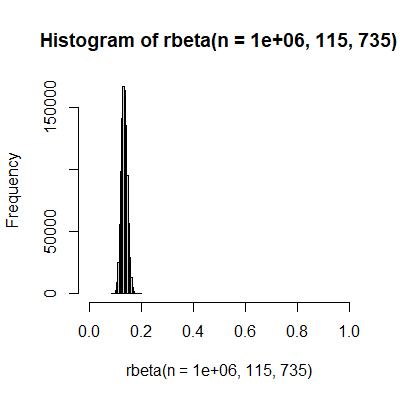 Histogram of rbeta(n = 1e+06, 115, 735)
Frequency
150000
50000
0
0.0 0.2 0.4 0.6 0.8 1.0
rbeta(n = 1e+06, 115, 735)